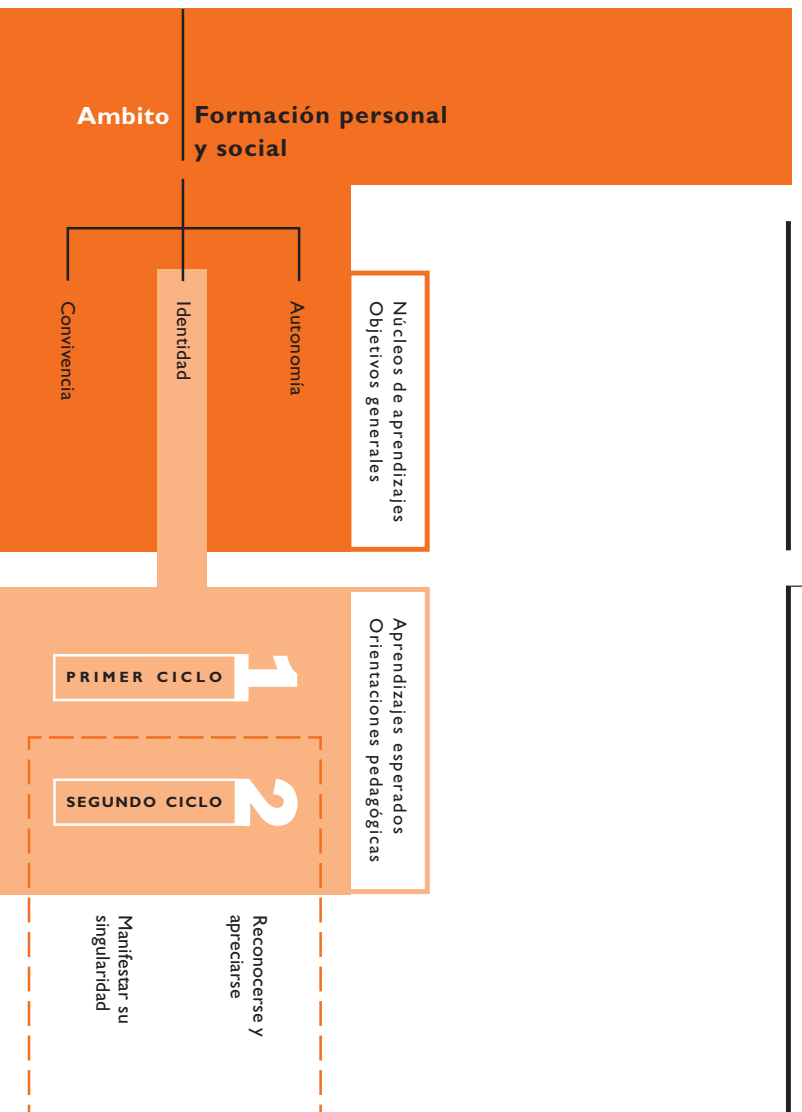 Ambito
Formación personal
y social
Autonomía
Identidad
Convivencia
Núcleos de aprendizajes
Objetivos generales
Aprendizajes esperados
Orientaciones pedagógicas
1
PRIMER CICLO
2
SEGUNDO CICLO
Reconocerse y
apreciarse
Manifestar su
singularidad